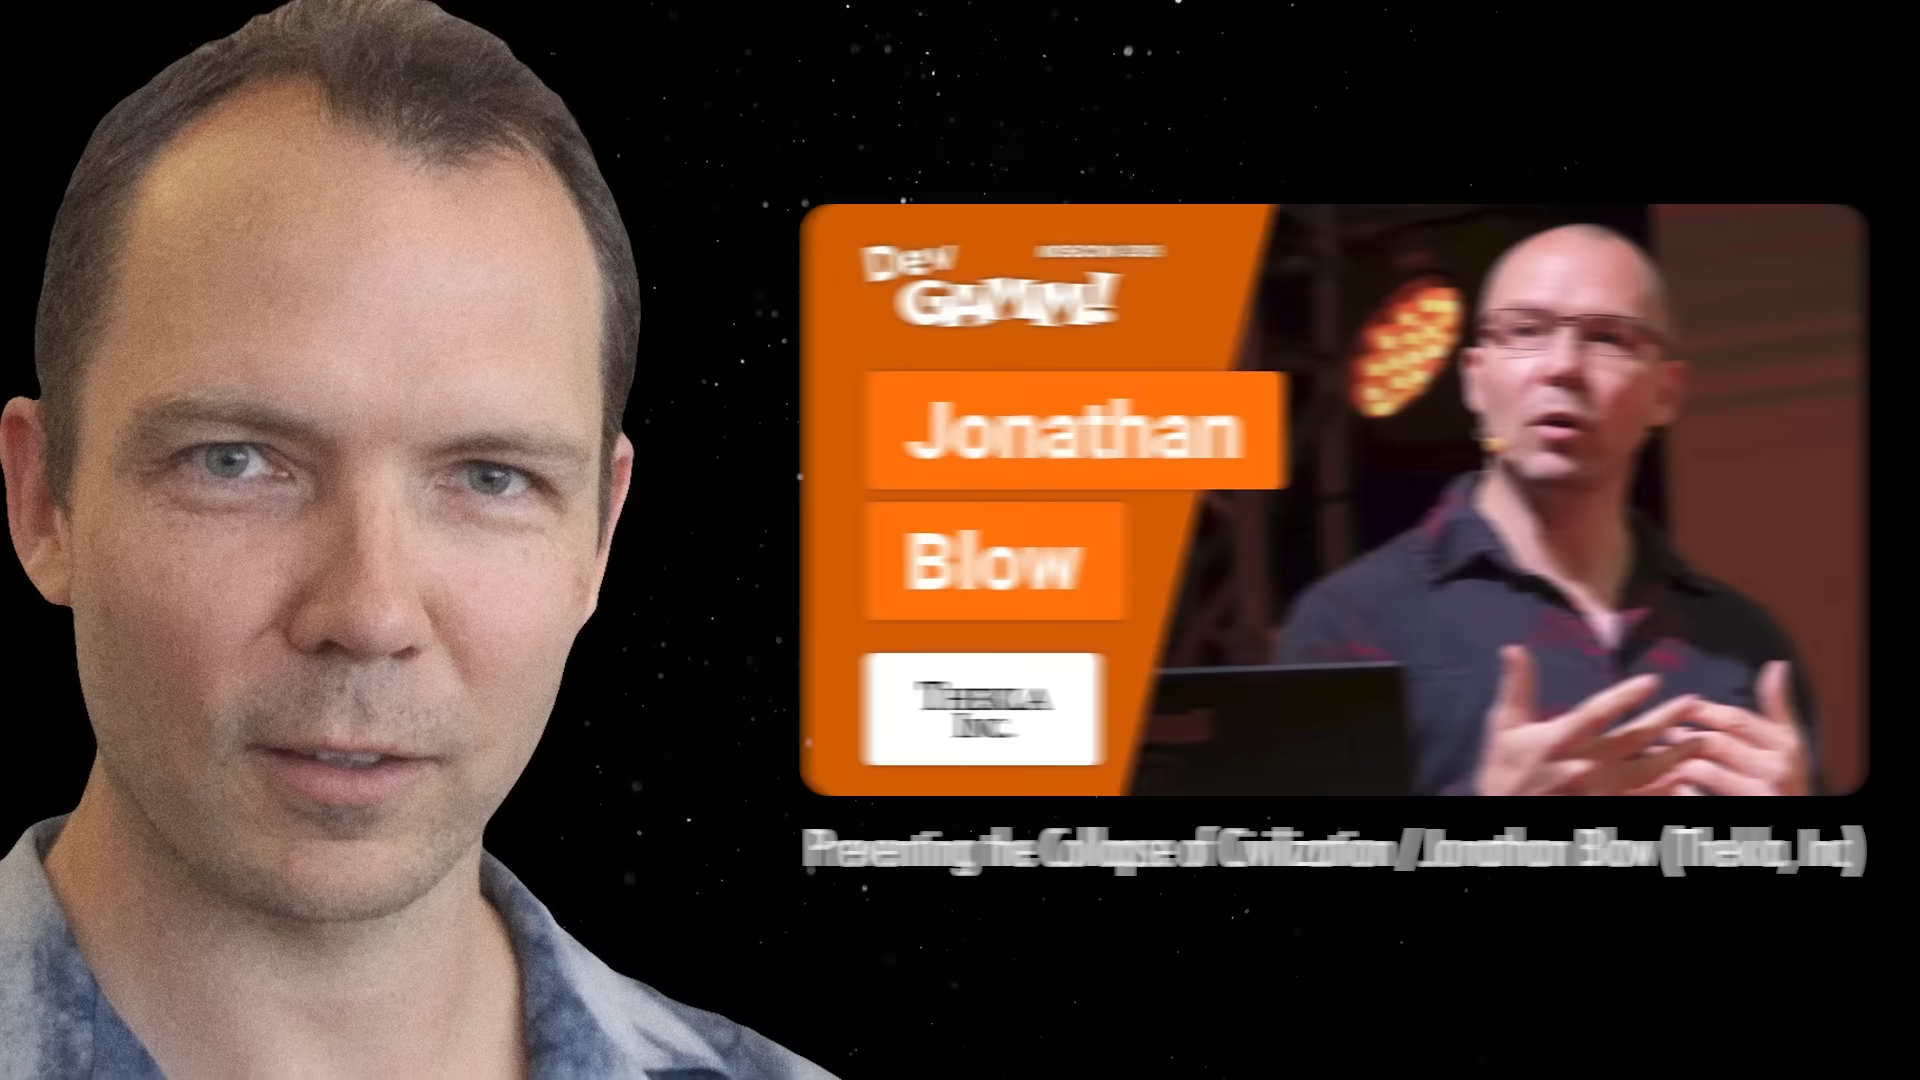 Dev
GAMM!
Jonathan
Blow
THEKLA
INC.
Preventing the Collapse of Civilization / Jonathan Blow (Thekla, Inc)